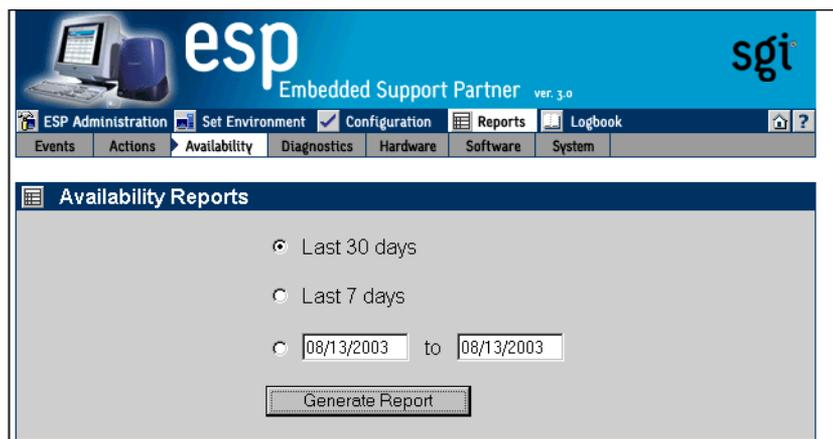 esp
Embedded Support Partner ver. 3.0
sgi
ESP Administration Set Environment Configuration Reports Logbook ?
Events Actions Availability Diagnostics Hardware Software System
Availability Reports
Last 30 days
Last 7 days
08/13/2003 to 08/13/2003
Generate Report